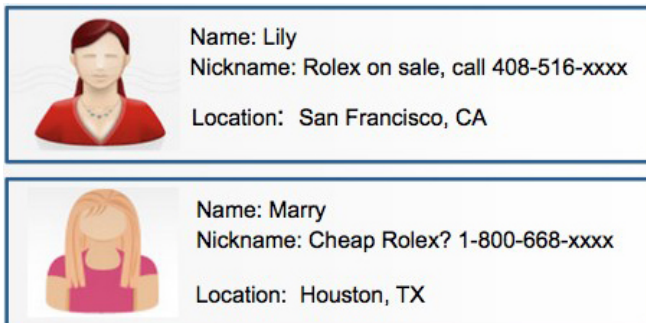 Name: Lily
Nickname: Rolex on sale, call 408-516-xxxx
Location: San Francisco, CA
Name: Marry
Nickname: Cheap Rolex? 1-800-668-xxxx
Location: Houston, TX